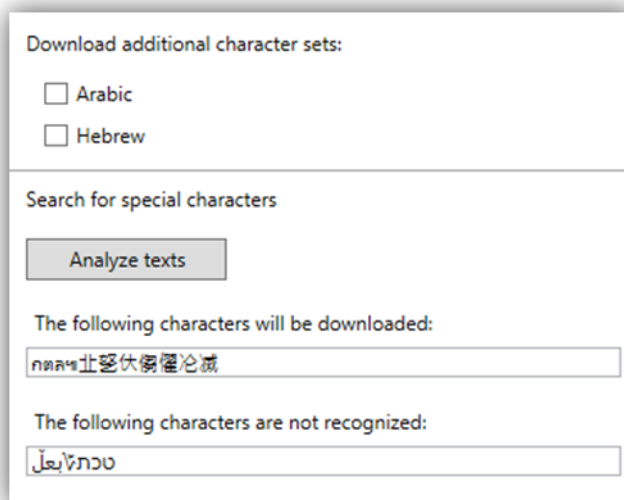 Download additional character sets:
Arabic
Hebrew
Search for special characters
Analyze texts
The following characters will be downloaded:
The following characters are not recognized: